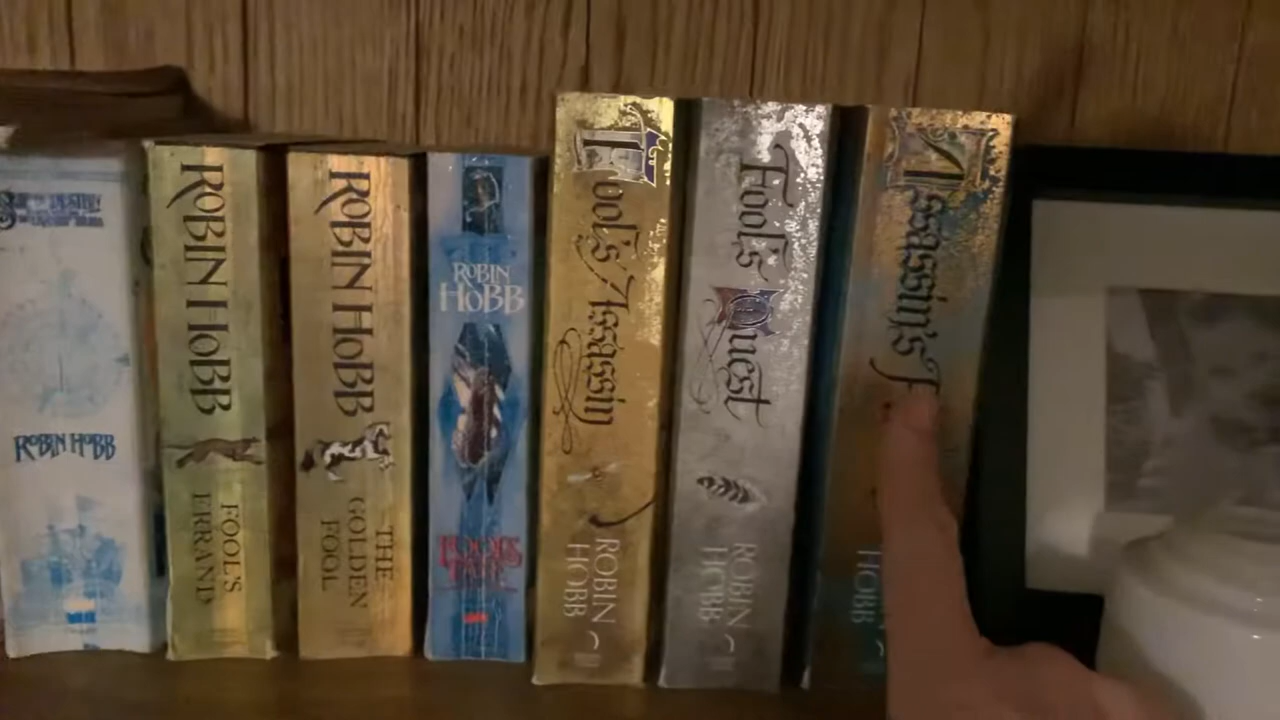 ROBIN HOBB
ROBIN HOBB
FOOL'S
ERRAND
ROBIN HOBB
THE
GOLDEN
FOOL
ROBIN
HOBB
FOOL'S
Fool's Assassin
ROBIN
HOBB
Fool's Quest
ROBIN
HOBB
Assassin's F
HOBB